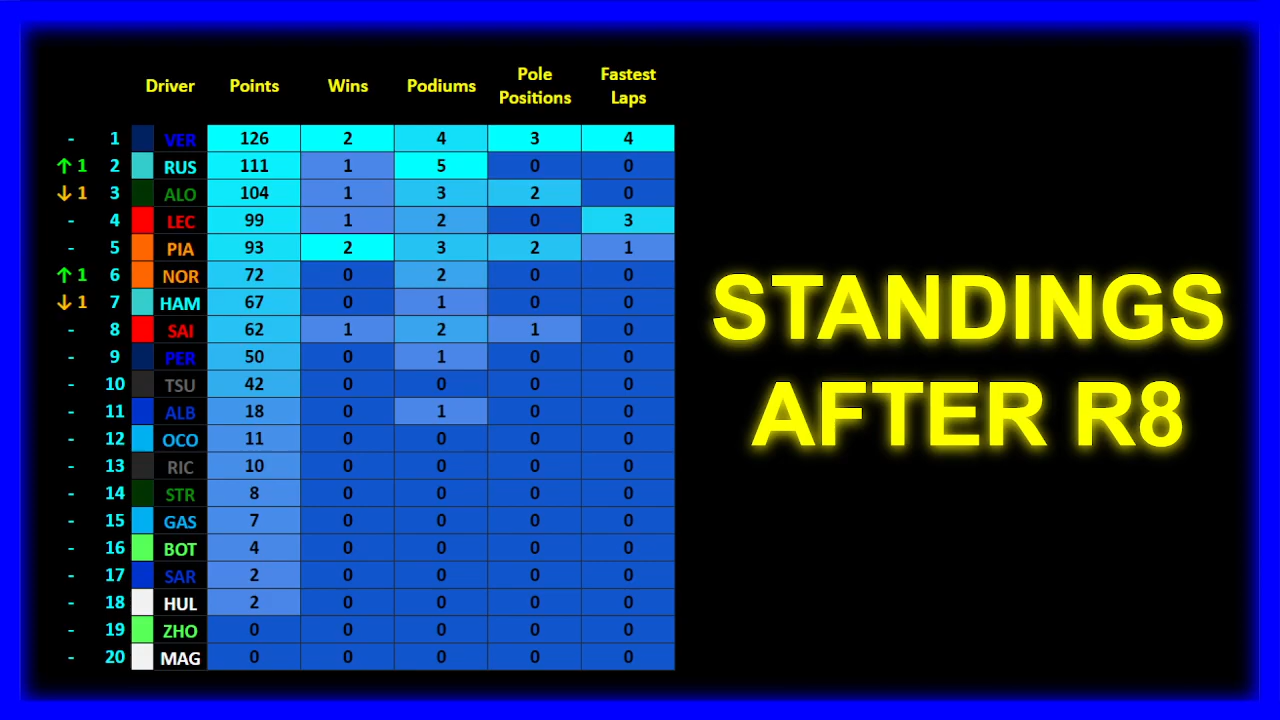 Driver Points Wins Podiums Pole Positions Fastest Laps
- 1 VER 126 2 4 3 4
↑ 1 2 RUS 111 1 5 0 0
↓ 1 3 ALO 104 1 3 2 0
- 4 LEC 99 1 2 0 3
- 5 PIA 93 2 3 2 1
↑ 1 6 NOR 72 0 2 0 0
↓ 1 7 HAM 67 0 1 0 0
- 8 SAI 62 1 2 1 0
- 9 PER 50 0 1 0 0
- 10 TSU 42 0 0 0 0
- 11 ALB 18 0 1 0 0
- 12 OCO 11 0 0 0 0
- 13 RIC 10 0 0 0 0
- 14 STR 8 0 0 0 0
- 15 GAS 7 0 0 0 0
- 16 BOT 4 0 0 0 0
- 17 SAR 2 0 0 0 0
- 18 HUL 2 0 0 0 0
- 19 ZHO 0 0 0 0 0
- 20 MAG 0 0 0 0 0
STANDINGS
AFTER R8